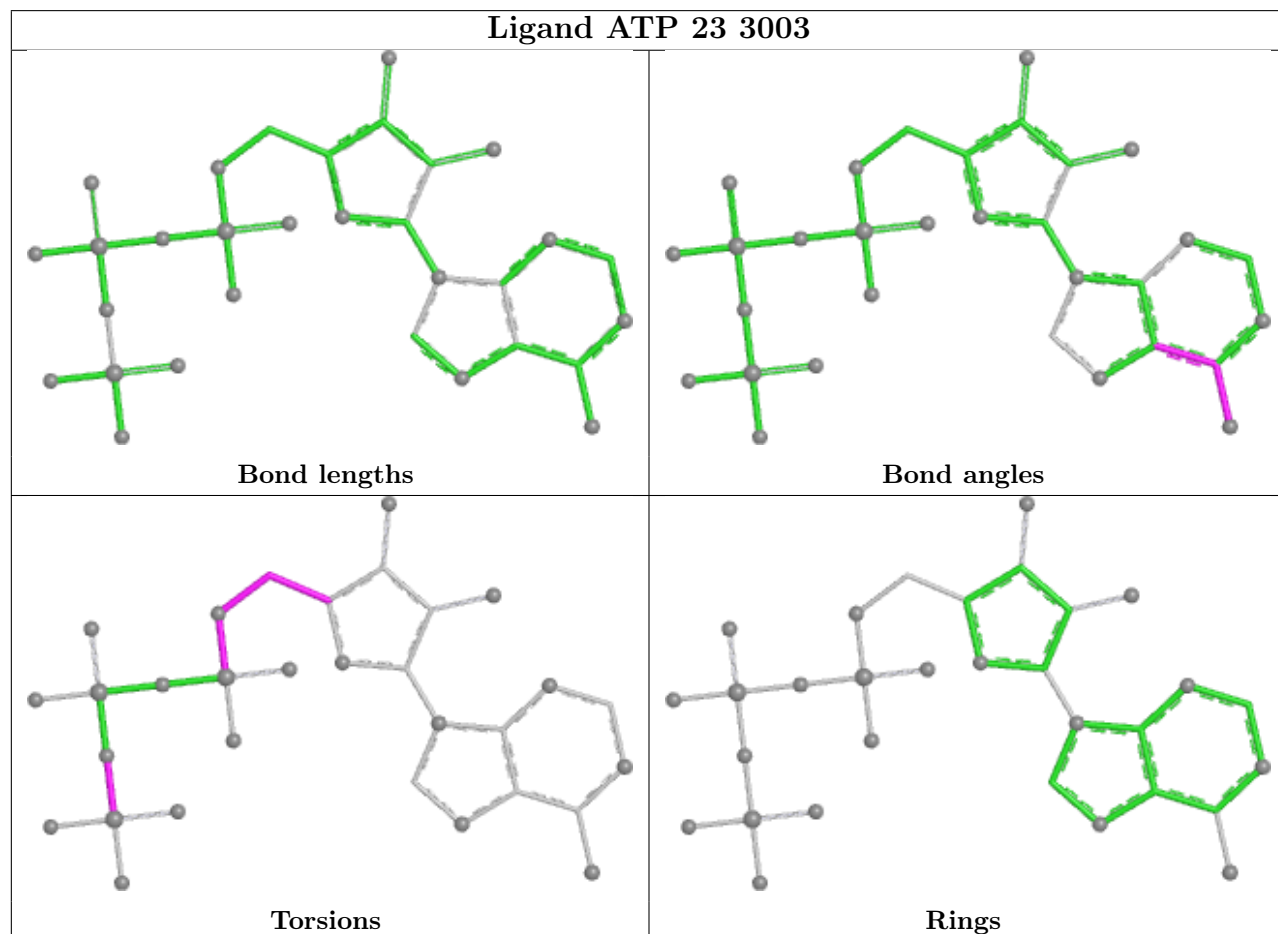 Ligand ATP 23 3003
Bond lengths
Bond angles
Torsions
Rings